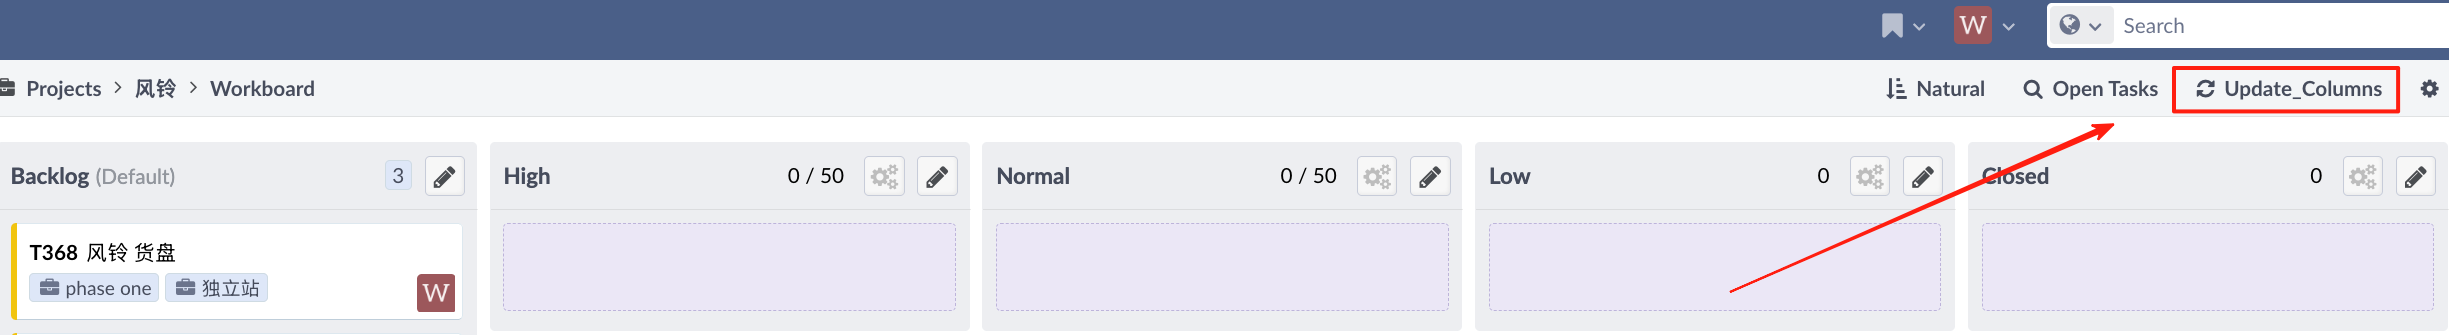 W Search
Projects > 风铃 > Workboard Natural Open Tasks Update_Columns
Backlog (Default) 3 High 0 / 50 Normal 0 / 50 Low 0 Closed 0
T368 风铃 货盘
phase one 独立站 W